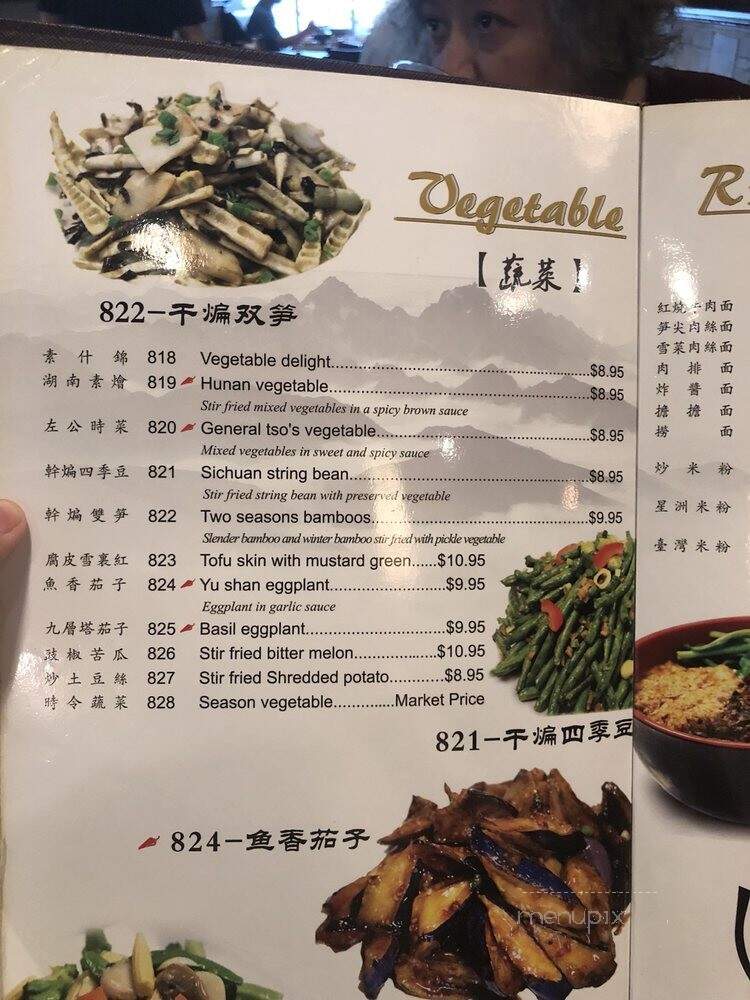 Vegetable
【蔬菜】
822-干煸双笋
素什錦 818 Vegetable delight $8.95
湖南素燴 819 Hunan vegetable $8.95
Stir fried mixed vegetables in a spicy brown sauce
左公時菜 820 General tso's vegetable $8.95
Mixed vegetables in sweet and spicy sauce
幹煸四季豆 821 Sichuan string bean $8.95
Stir fried string bean with preserved vegetable
幹煸雙笋 822 Two seasons bamboos $9.95
Slender bamboo and winter bamboo stir fried with pickle vegetable
腐皮雪裏紅 823 Tofu skin with mustard green......$10.95
魚香茄子 824 Yu shan eggplant $9.95
Eggplant in garlic sauce
九層塔茄子 825 Basil eggplant $9.95
豉椒苦瓜 826 Stir fried bitter melon $10.95
炒土豆絲 827 Stir fried Shredded potato $8.95
時令蔬菜 828 Season vegetable Market Price
821-干煸四季豆
824-鱼香茄子
紅燒牛肉面
笋尖肉絲面
雪菜肉絲面
肉排面
炸醬面
擔擔面
撈面
炒米粉
星洲米粉
臺灣米粉
menupix